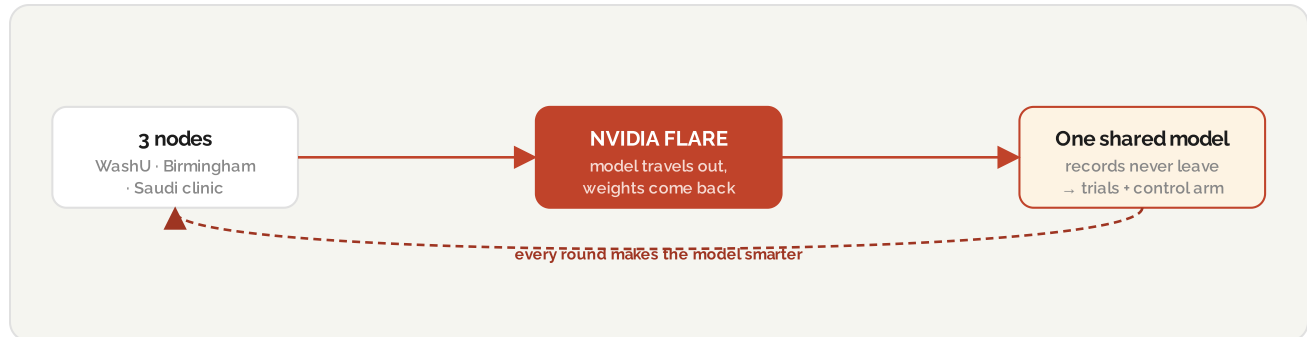 3 nodes
WashU · Birmingham
· Saudi clinic
NVIDIA FLARE
model travels out,
weights come back
One shared model
records never leave
→ trials + control arm
every round makes the model smarter